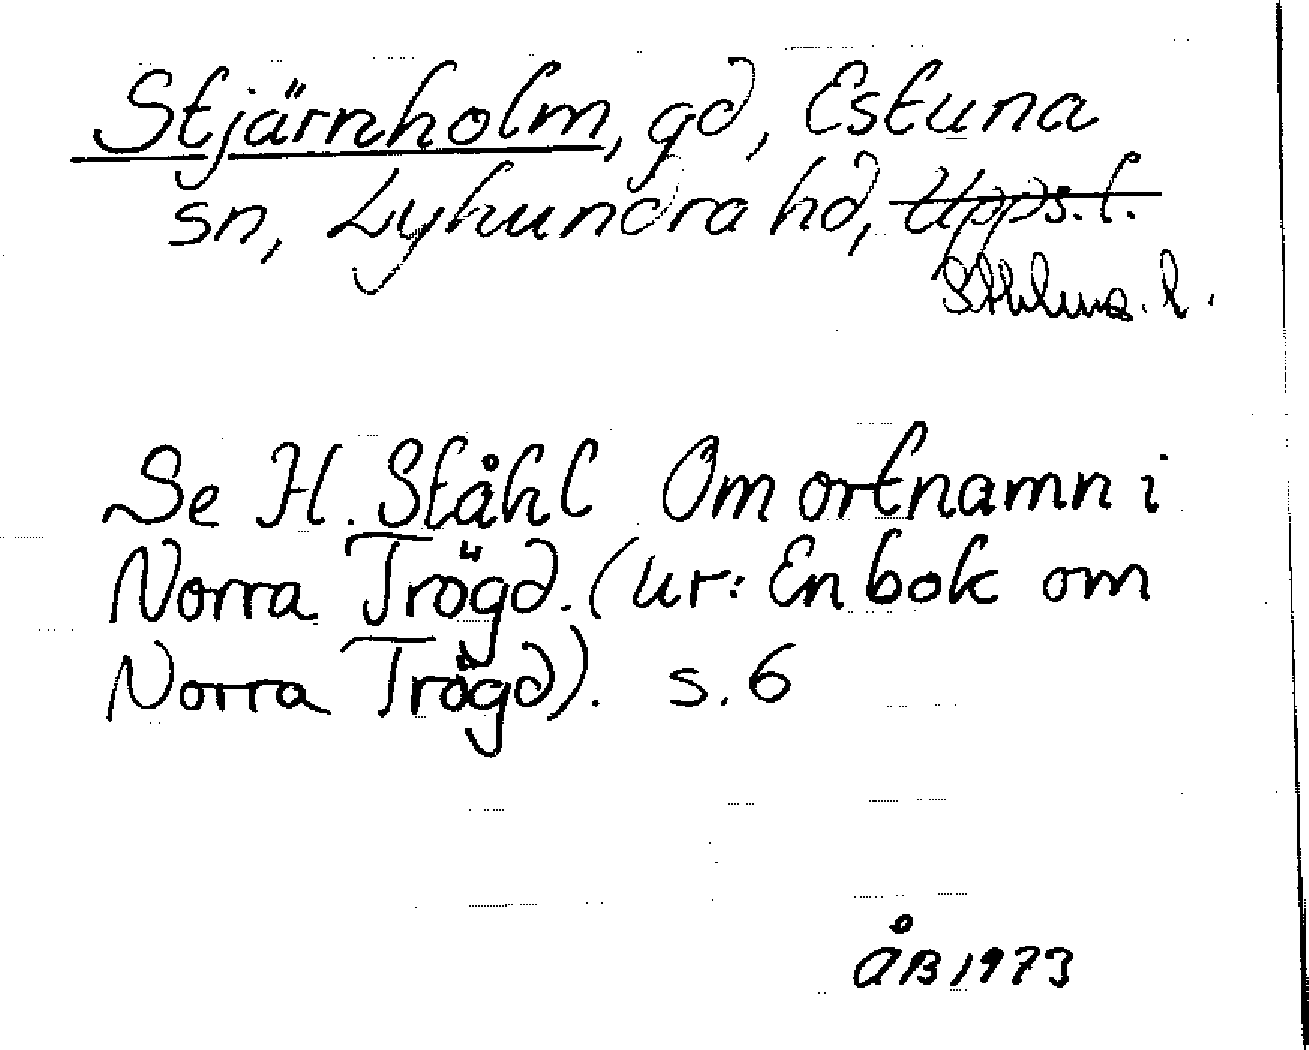 Stjärnholm, gd, Estuna
sn, Lyhundra hd, Upps. l.
Sthlms. l.
Se H. Ståhl Om ortnamn i
Norra Trögd. (ur: En bok om
Norra Trögd). s. 6
ÅB 1973